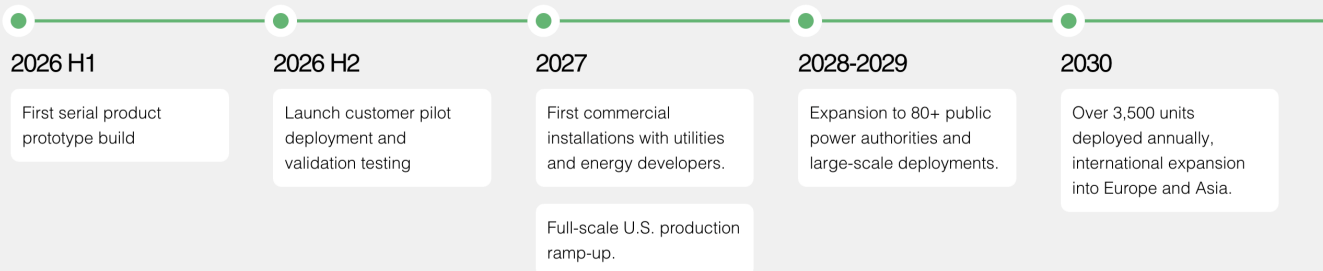 2026 H1
First serial product
prototype build
2026 H2
Launch customer pilot
deployment and
validation testing
2027
First commercial
installations with utilities
and energy developers.
Full-scale U.S. production
ramp-up.
2028-2029
Expansion to 80+ public
power authorities and
large-scale deployments.
2030
Over 3,500 units
deployed annually,
international expansion
into Europe and Asia.